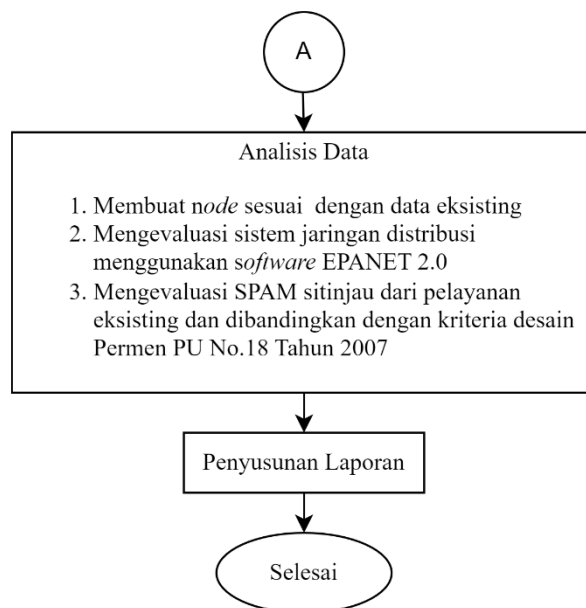 A
Analisis Data
1. Membuat node sesuai dengan data eksisting
2. Mengevaluasi sistem jaringan distribusi
menggunakan software EPANET 2.0
3. Mengevaluasi SPAM sitinjau dari pelayanan
eksisting dan dibandingkan dengan kriteria desain
Permen PU No.18 Tahun 2007
Penyusunan Laporan
Selesai